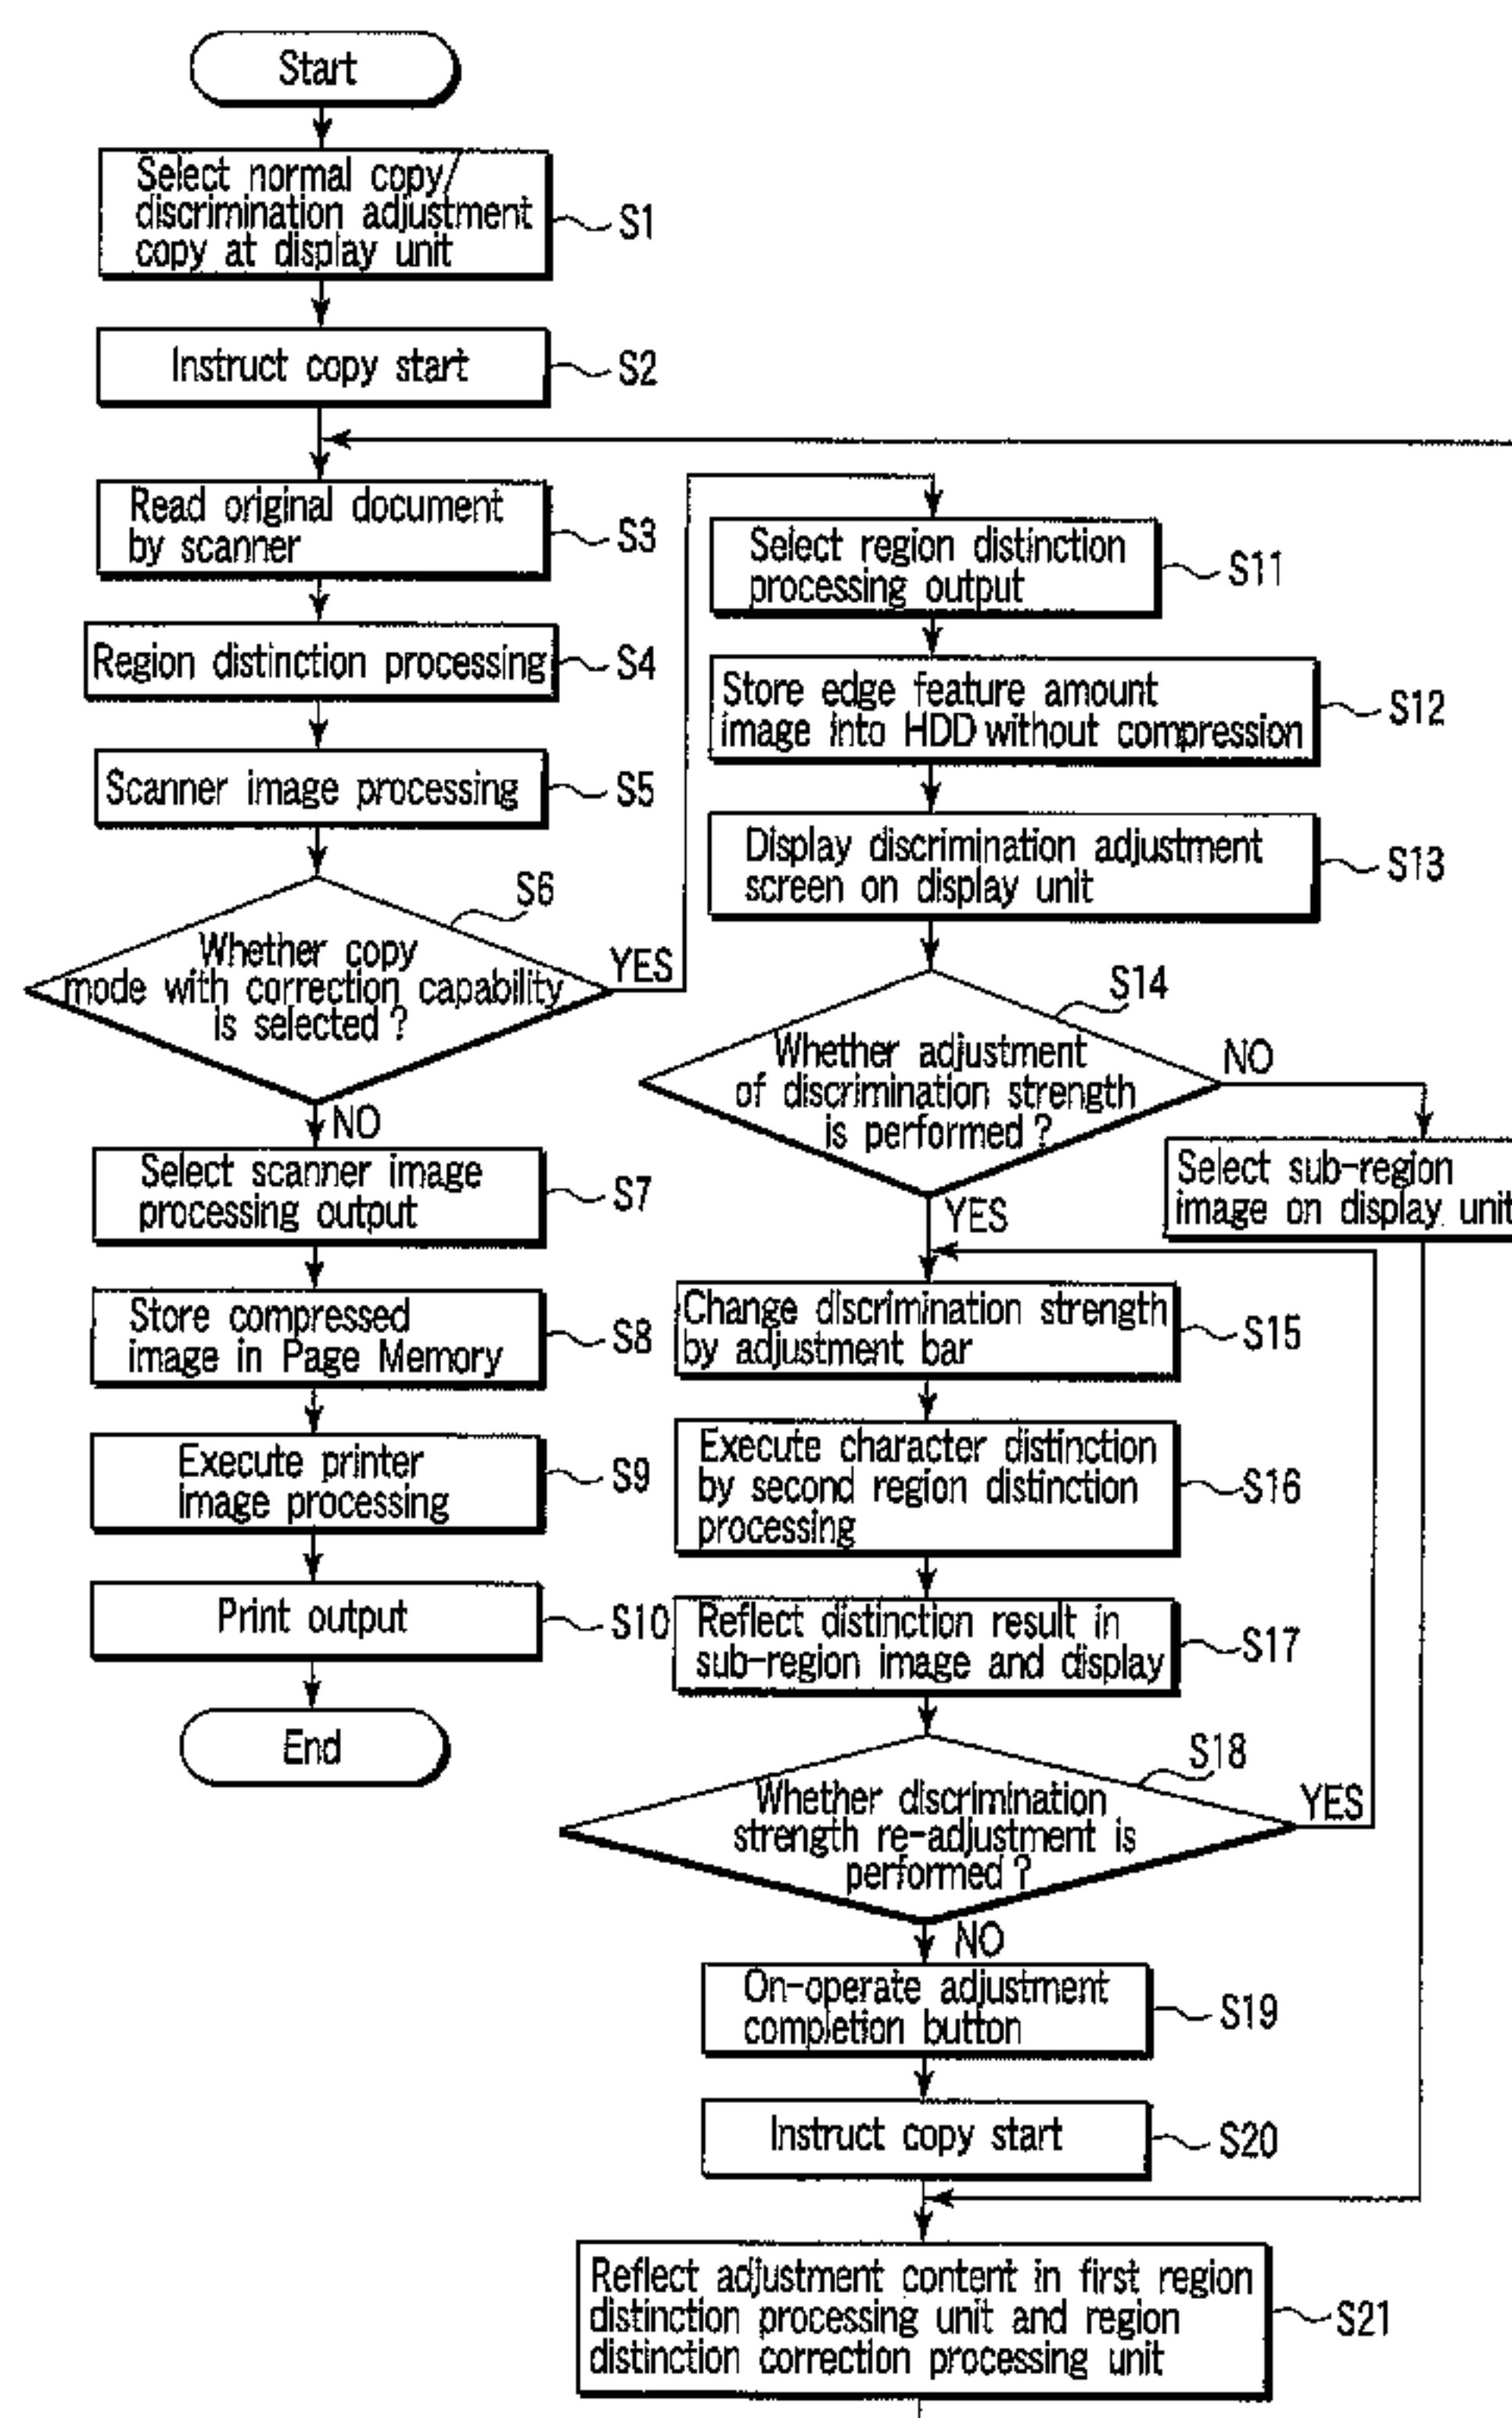 Start
Select normal copy/
discrimination adjustment
copy at display unit
S1
Instruct copy start
S2
Read original document
by scanner
S3
Region distinction processing
S4
Scanner image processing
S5
S6
Whether copy
mode with correction capability
is selected?
YES
NO
Select scanner image
processing output
S7
Store compressed
image in Page Memory
S8
Execute printer
image processing
S9
Print output
S10
End
Select region distinction
processing output
S11
Store edge feature amount
image into HDD without compression
S12
Display discrimination adjustment
screen on display unit
S13
S14
Whether adjustment
of discrimination strength
is performed?
NO
YES
Select sub-region
image on display unit
Change discrimination strength
by adjustment bar
S15
Execute character distinction
by second region distinction
processing
S16
Reflect distinction result in
sub-region image and display
S17
S18
Whether discrimination
strength re-adjustment is
performed?
YES
NO
On-operate adjustment
completion button
S19
Instruct copy start
S20
Reflect adjustment content in first region
distinction processing unit and region
distinction correction processing unit
S21